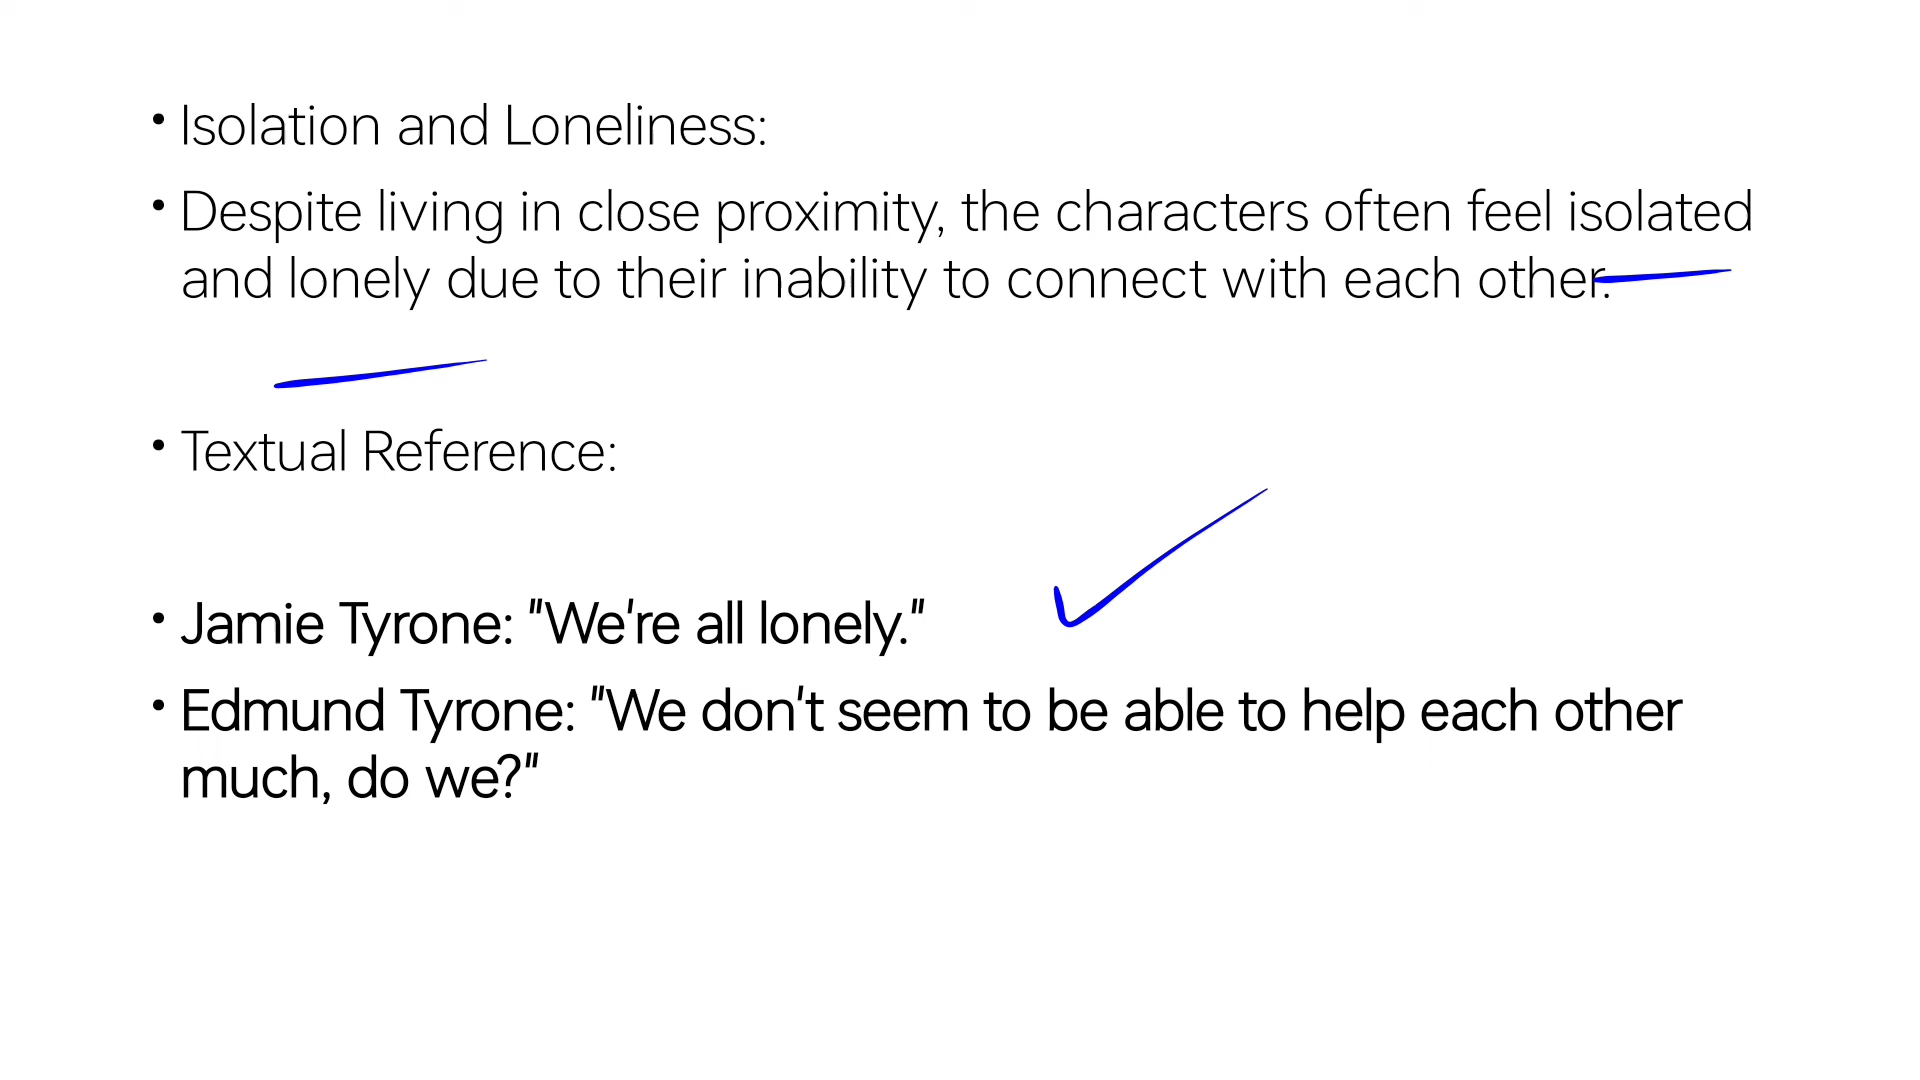 • Isolation and Loneliness:
• Despite living in close proximity, the characters often feel isolated
and lonely due to their inability to connect with each other.
• Textual Reference:
• Jamie Tyrone: "We're all lonely."
• Edmund Tyrone: "We don't seem to be able to help each other
much, do we?"